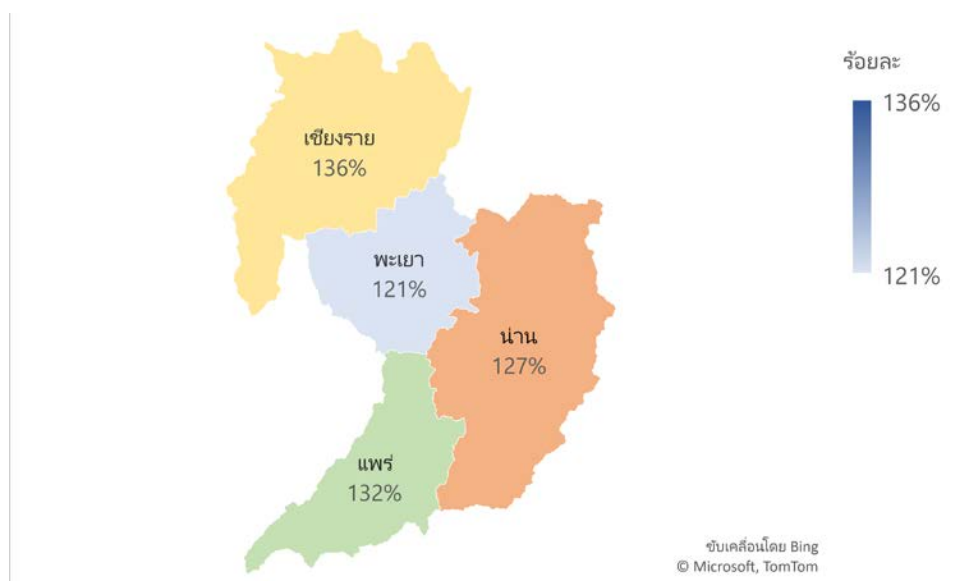 ร้อยละ
136%
121%
เชียงราย
136%
พะเยา
121%
น่าน
127%
แพร่
132%
ขับเคลื่อนโดย Bing
© Microsoft, TomTom